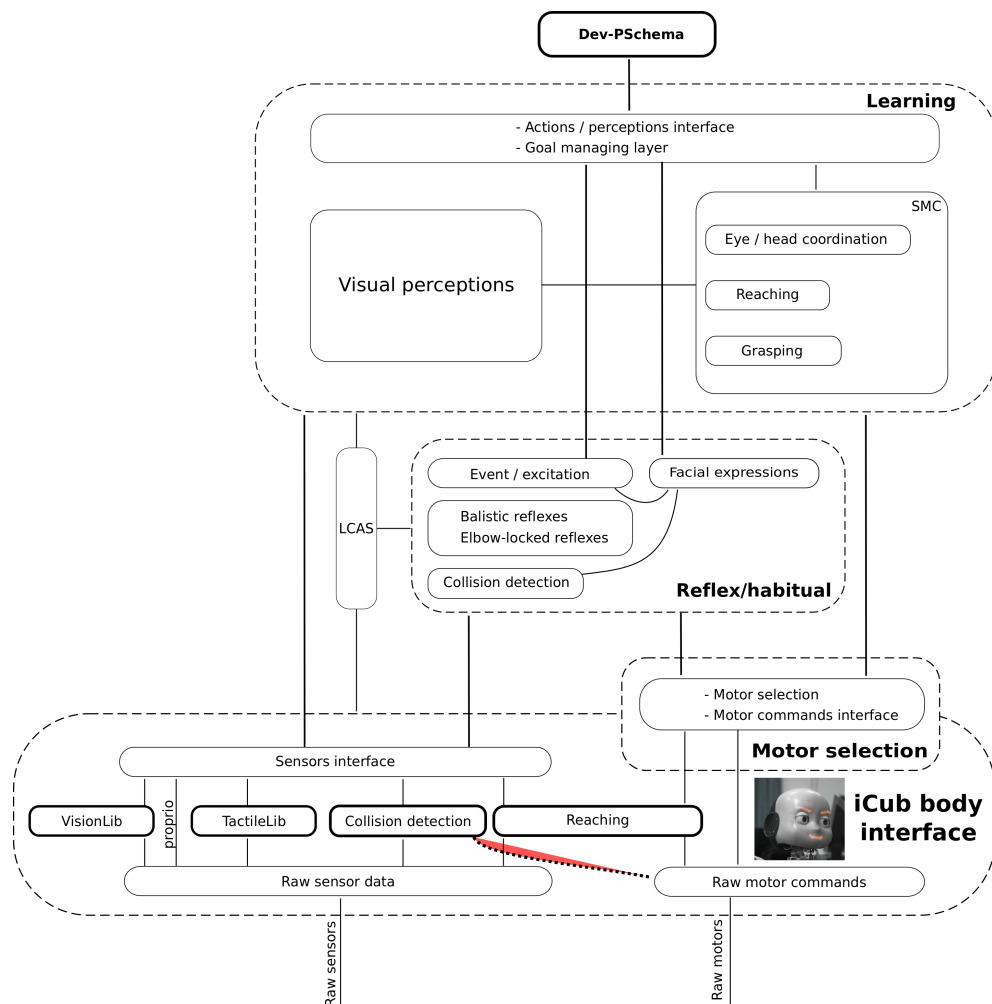 Dev-PSchema
Learning
- Actions / perceptions interface
- Goal managing layer
SMC
Eye / head coordination
Visual perceptions
Reaching
Grasping
Event / excitation
Facial expressions
Balistic reflexes
LCAS
Elbow-locked reflexes
Collision detection
Reflex/habitual
- Motor selection
- Motor commands interface
Motor selection
Sensors interface
iCub body
interface
VisionLib
proprio
TactileLib
Collision detection
Reaching
Raw sensor data
Raw motor commands
Raw sensors
Raw motors